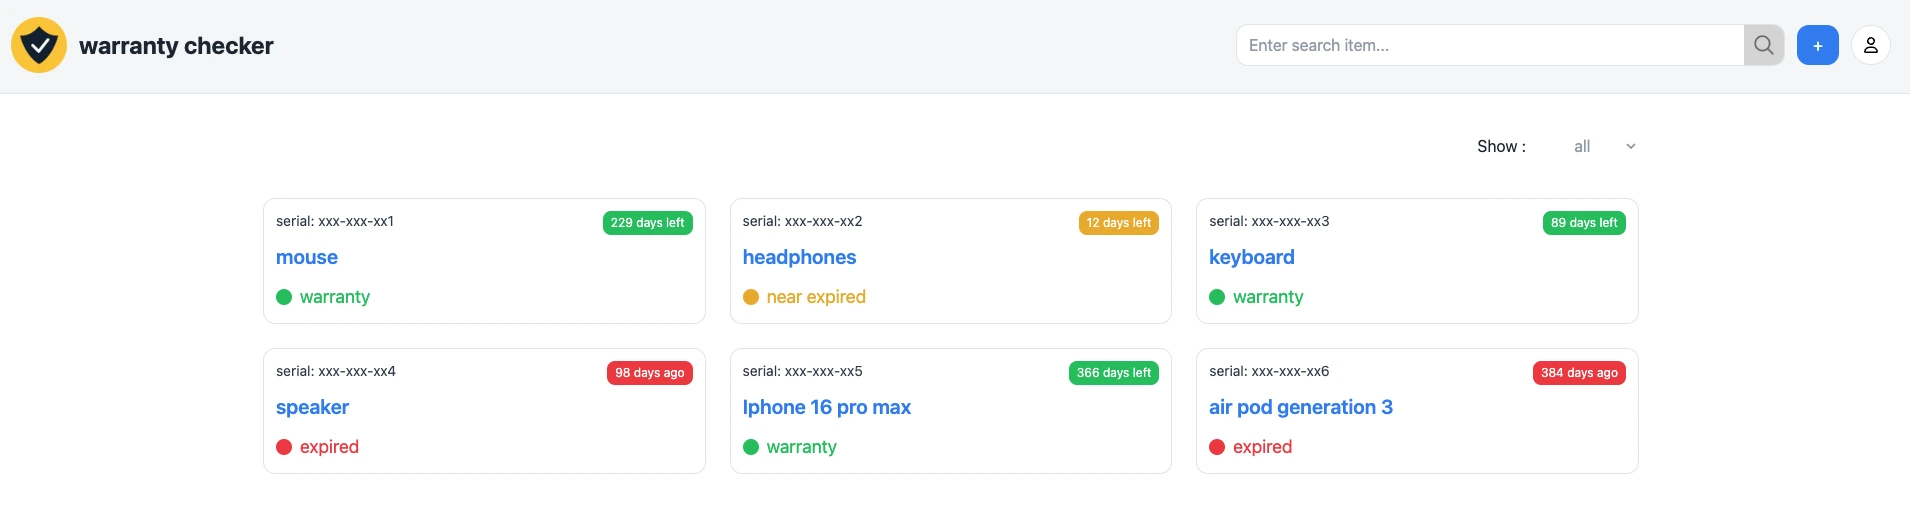 warranty checker
Enter search item...
+
Show : all
serial: xxx-xxx-xx1 229 days left
mouse
warranty
serial: xxx-xxx-xx2 12 days left
headphones
near expired
serial: xxx-xxx-xx3 89 days left
keyboard
warranty
serial: xxx-xxx-xx4 98 days ago
speaker
expired
serial: xxx-xxx-xx5 366 days left
Iphone 16 pro max
warranty
serial: xxx-xxx-xx6 384 days ago
air pod generation 3
expired